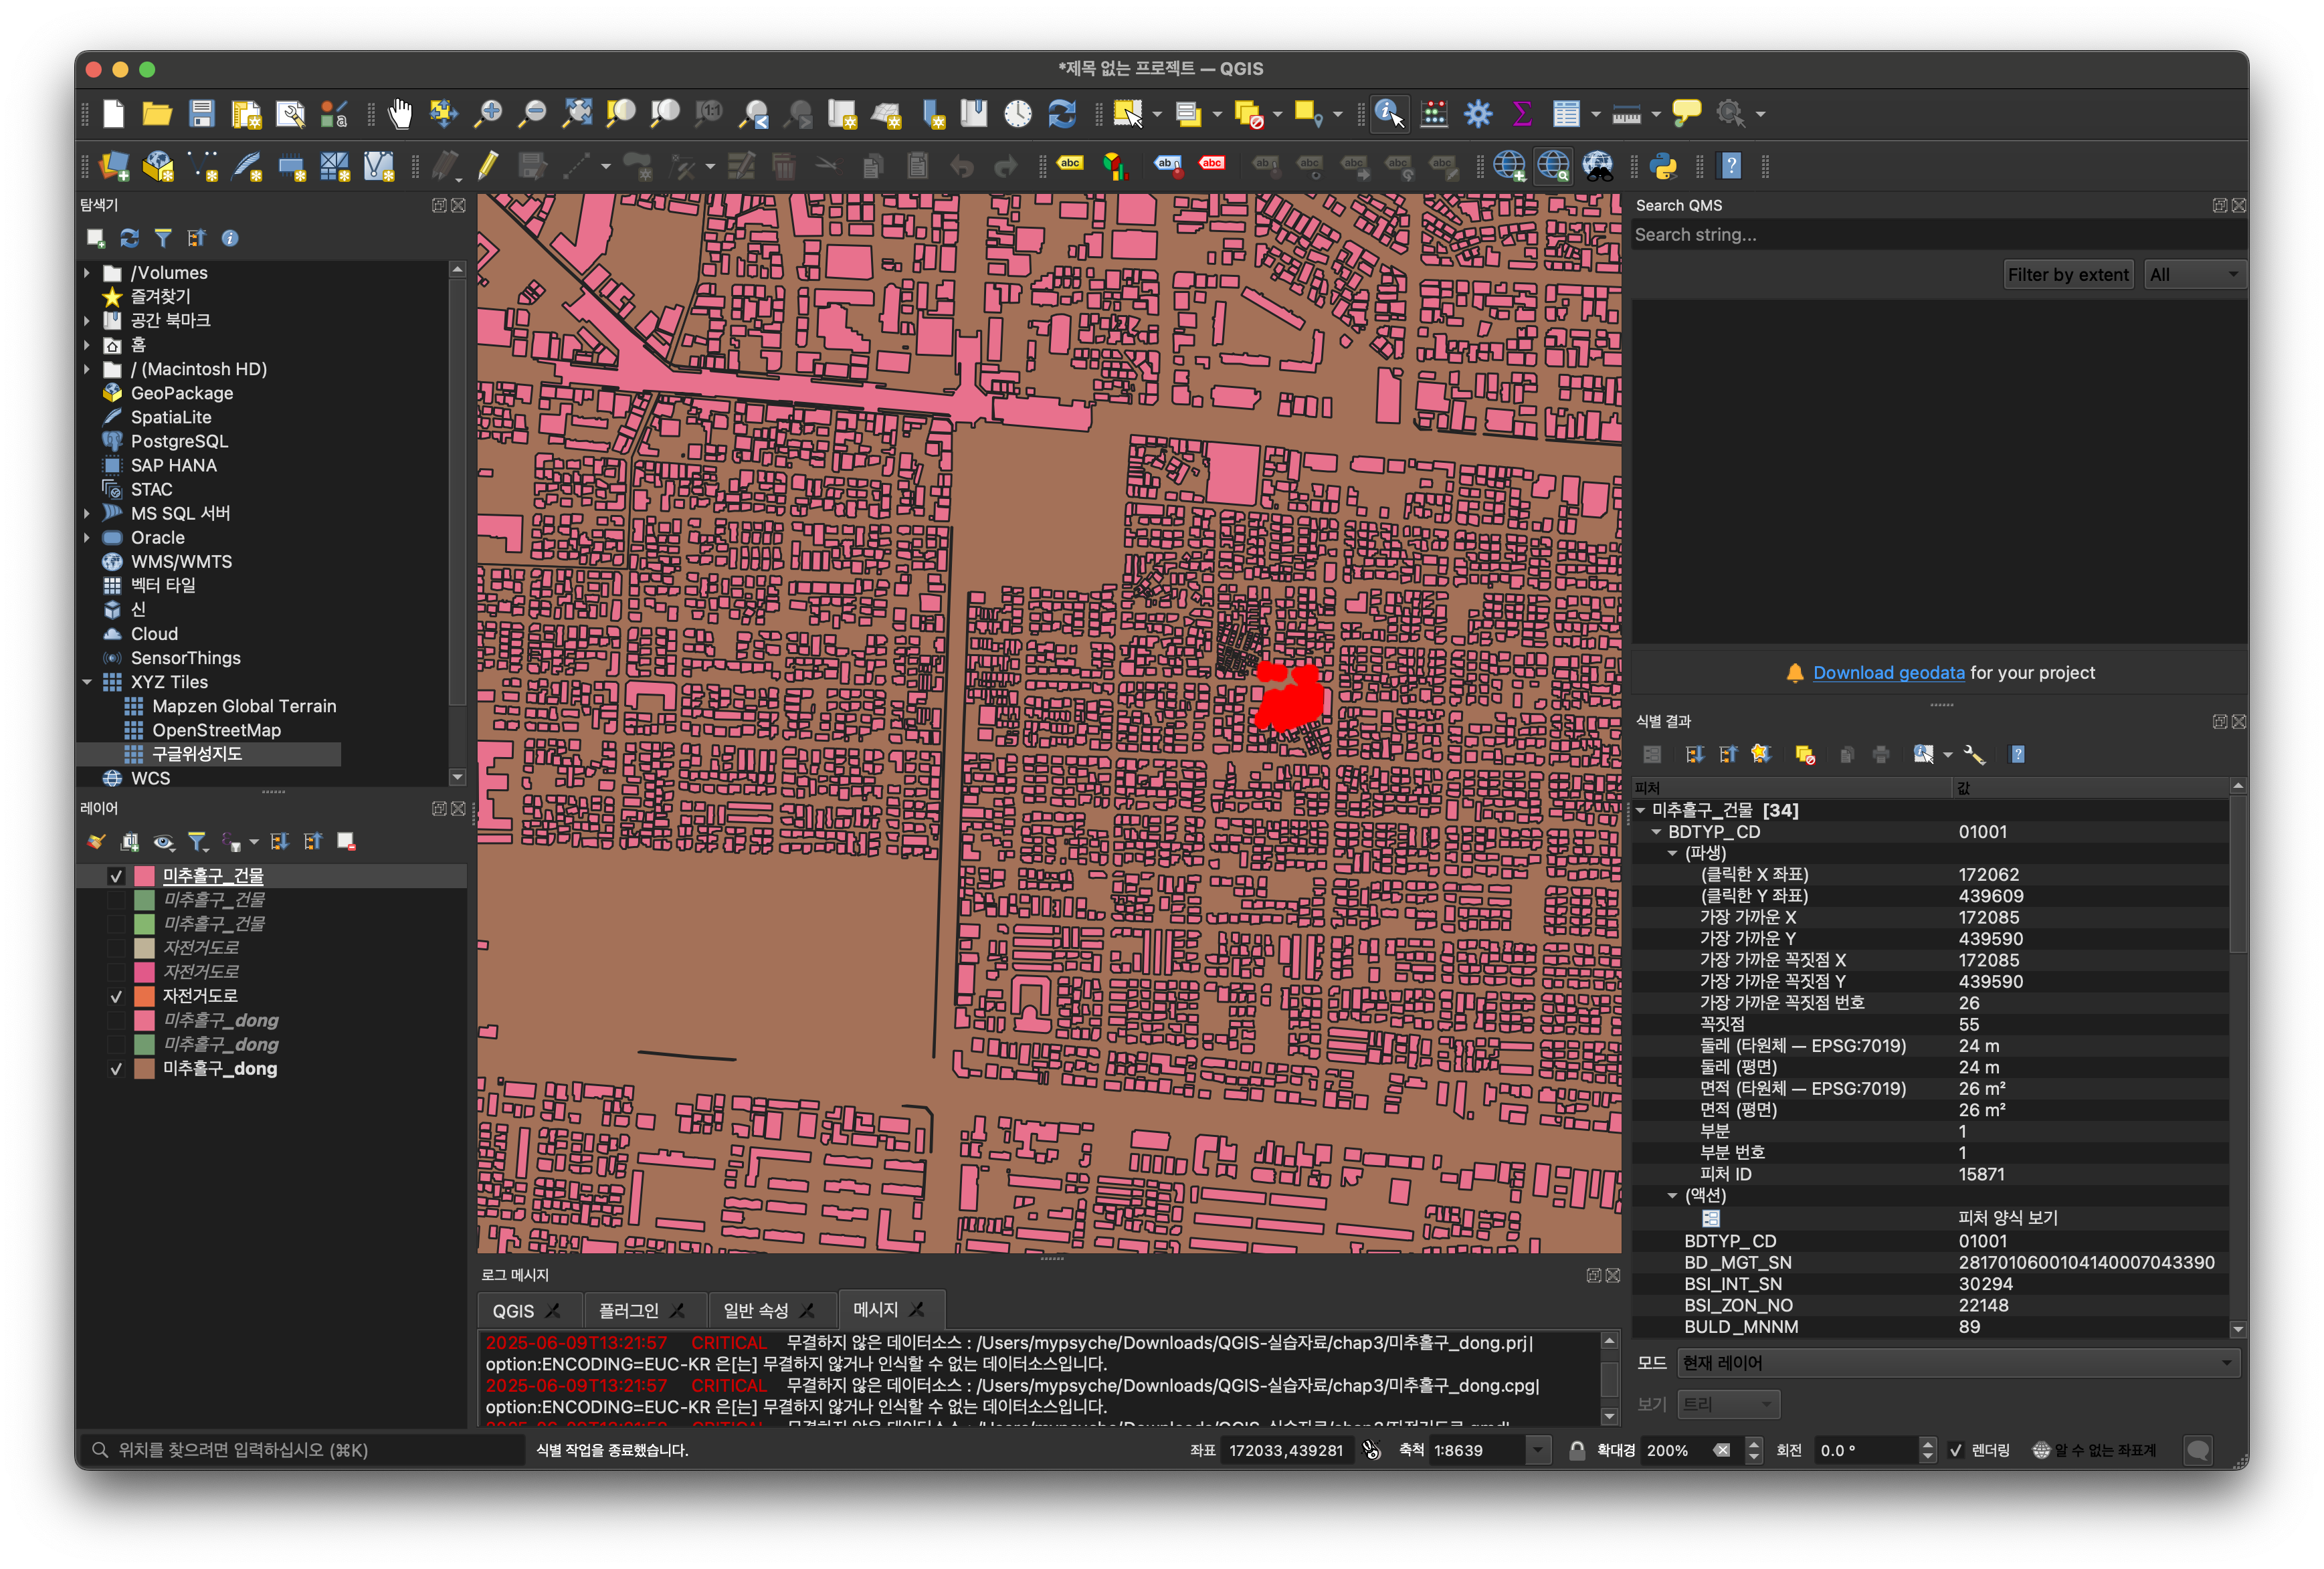 *제목 없는 프로젝트 — QGIS
탐색기
/Volumes
즐겨찾기
공간 북마크
홈
/ (Macintosh HD)
GeoPackage
SpatiaLite
PostgreSQL
SAP HANA
STAC
MS SQL 서버
Oracle
WMS/WMTS
벡터 타일
신
Cloud
SensorThings
XYZ Tiles
Mapzen Global Terrain
OpenStreetMap
구글위성지도
WCS
레이어
미추홀구_건물
미추홀구_건물
미추홀구_건물
자전거도로
자전거도로
자전거도로
미추홀구_dong
미추홀구_dong
미추홀구_dong
로그 메시지
QGIS
플러그인
일반 속성
메시지
2025-06-09T13:21:57 CRITICAL 무결하지 않은 데이터소스 : /Users/mypsyche/Downloads/QGIS-실습자료/chap3/미추홀구_dong.prj|
option:ENCODING=EUC-KR 은[는] 무결하지 않거나 인식할 수 없는 데이터소스입니다.
2025-06-09T13:21:57 CRITICAL 무결하지 않은 데이터소스 : /Users/mypsyche/Downloads/QGIS-실습자료/chap3/미추홀구_dong.cpg|
option:ENCODING=EUC-KR 은[는] 무결하지 않거나 인식할 수 없는 데이터소스입니다.
Search QMS
Search string...
Filter by extent
All
Download geodata for your project
식별 결과
피처 값
미추홀구_건물 [34]
BDTYP_CD 01001
(파생)
(클릭한 X 좌표) 172062
(클릭한 Y 좌표) 439609
가장 가까운 X 172085
가장 가까운 Y 439590
가장 가까운 꼭짓점 X 172085
가장 가까운 꼭짓점 Y 439590
가장 가까운 꼭짓점 번호 26
꼭짓점 55
둘레 (타원체 — EPSG:7019) 24 m
둘레 (평면) 24 m
면적 (타원체 — EPSG:7019) 26 m²
면적 (평면) 26 m²
부분 1
부분 번호 1
피처 ID 15871
(액션)
피처 양식 보기
BDTYP_CD 01001
BD_MGT_SN 2817010600104140007043390
BSI_INT_SN 30294
BSI_ZON_NO 22148
BULD_MNNM 89
모드 현재 레이어
보기 트리
위치를 찾으려면 입력하십시오 (⌘K)
식별 작업을 종료했습니다.
좌표 172033,439281
축척 1:8639
확대경 200%
회전 0.0 °
렌더링
알 수 없는 좌표계